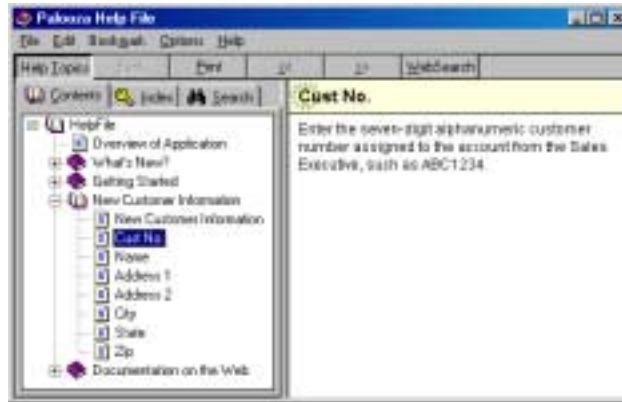 Palooza Help File
File Edit Bookmark Options Help
Help Topics Print << >> WebSearch
Contents Index Search
HelpFile
Overview of Application
What's New?
Getting Started
New Customer Information
New Customer Information
Cust No.
Name
Address 1
Address 2
City
State
Zip
Documentation on the Web
Cust No.
Enter the seven-digit alphanumeric customer
number assigned to the account from the Sales
Executive, such as ABC1234.